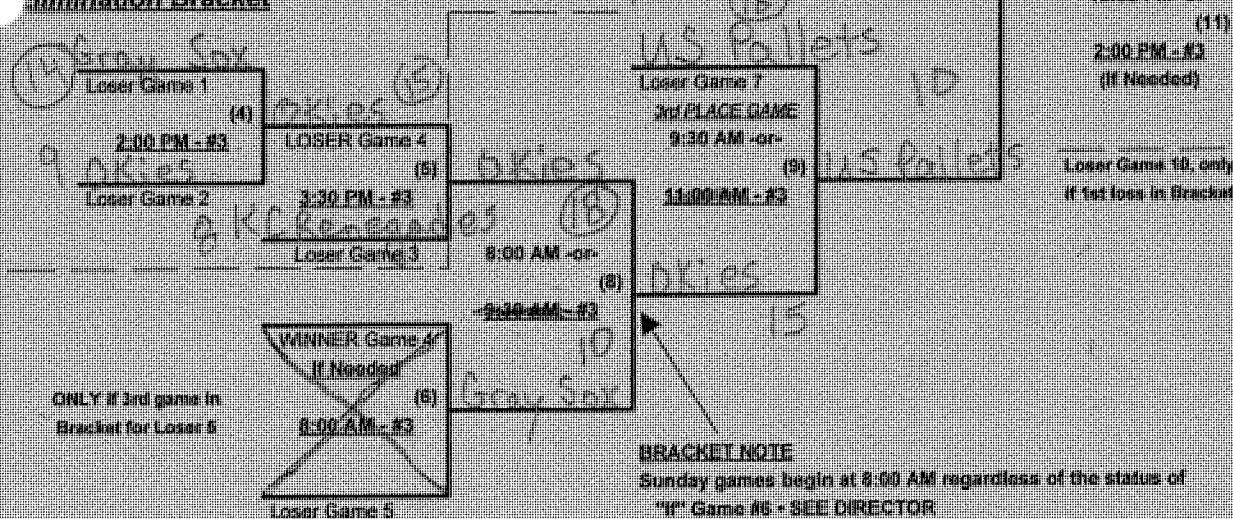 Elimination Bracket
(14) Gray Sox
Loser Game 1
(4)
2:00 PM - #3
9 OKies
Loser Game 2
OKies (15)
LOSER Game 4
(5)
3:30 PM - #3
8 KC Renegades
Loser Game 3
OKies
(18)
8:00 AM -or-
(8)
9:30 AM - #3
10
WINNER Game 4
If Needed
(6)
8:00 AM - #3
Loser Game 5
Gray Sox
ONLY if 3rd game in
Bracket for Loser 5
US Pallets
Loser Game 7
3rd PLACE GAME
9:30 AM -or-
(9)
11:00 AM - #3
OKies
15
10
US Pallets
(11)
2:00 PM - #3
(If Needed)
Loser Game 10, only
if 1st loss in Bracket
BRACKET NOTE
Sunday games begin at 8:00 AM regardless of the status of
"If" Game #6 • SEE DIRECTOR